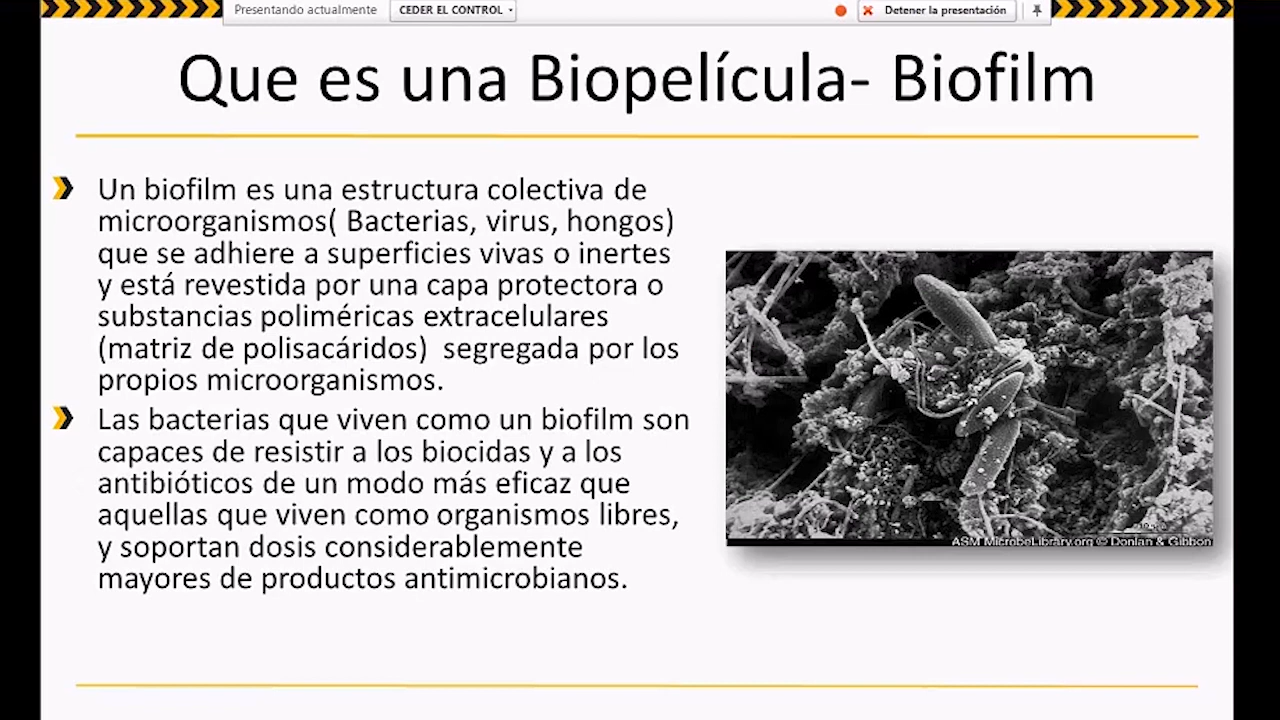 Presentando actualmente
CEDER EL CONTROL
Detener la presentación
Que es una Biopelícula- Biofilm
Un biofilm es una estructura colectiva de
microorganismos( Bacterias, virus, hongos)
que se adhiere a superficies vivas o inertes
y está revestida por una capa protectora o
substancias poliméricas extracelulares
(matriz de polisacáridos) segregada por los
propios microorganismos.
Las bacterias que viven como un biofilm son
capaces de resistir a los biocidas y a los
antibióticos de un modo más eficaz que
aquellas que viven como organismos libres,
y soportan dosis considerablemente
mayores de productos antimicrobianos.
ASM MicrobeLibrary.org © Donlan & Gibbon